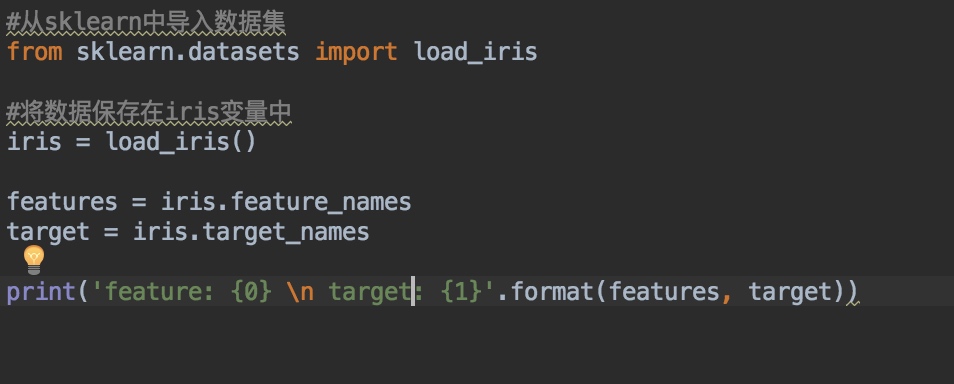 #从sklearn中导入数据集
from sklearn.datasets import load_iris
#将数据保存在iris变量中
iris = load_iris()
features = iris.feature_names
target = iris.target_names
print('feature: {0} \n target: {1}'.format(features, target))